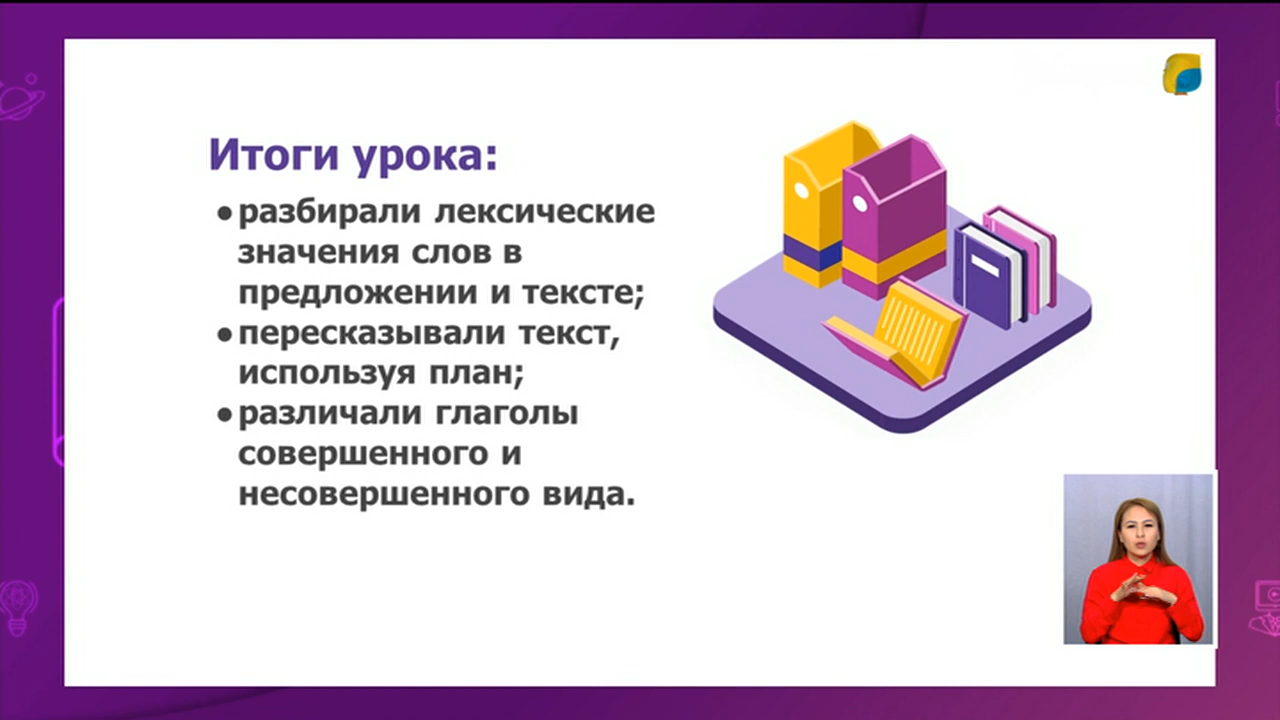 Итоги урока:
●разбирали лексические
значения слов в
предложении и тексте;
●пересказывали текст,
используя план;
●различали глаголы
совершенного и
несовершенного вида.